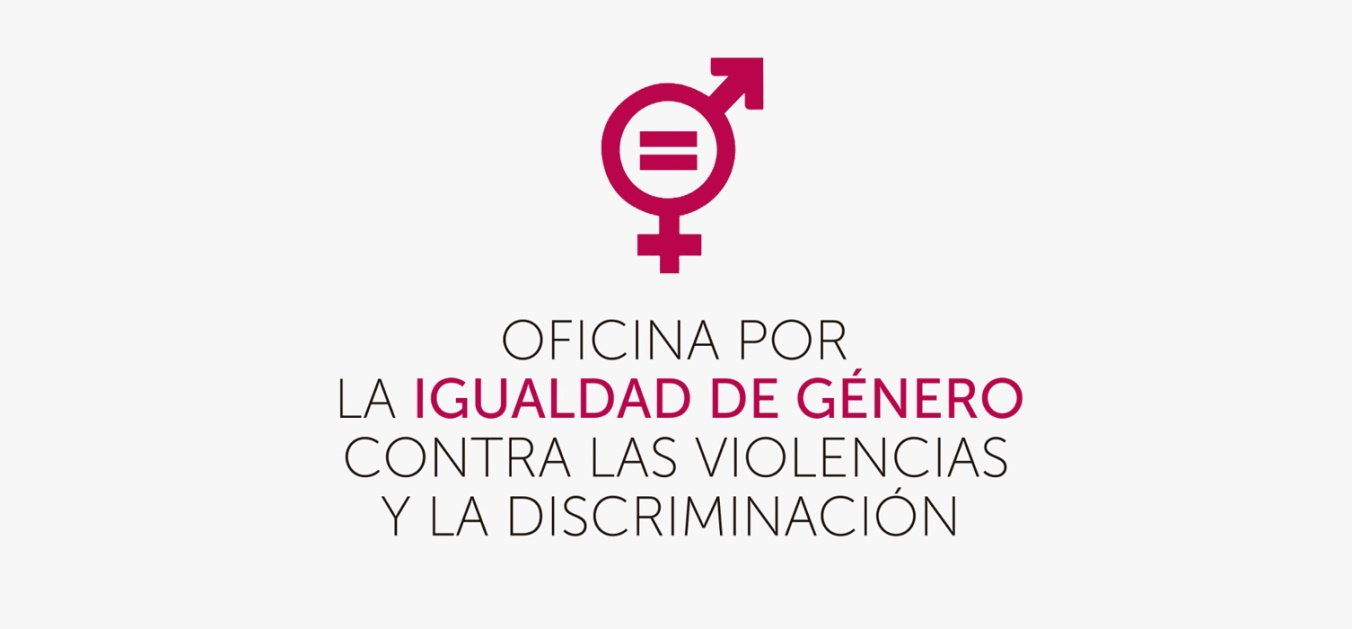 OFICINA POR
LA IGUALDAD DE GÉNERO
CONTRA LAS VIOLENCIAS
Y LA DISCRIMINACIÓN